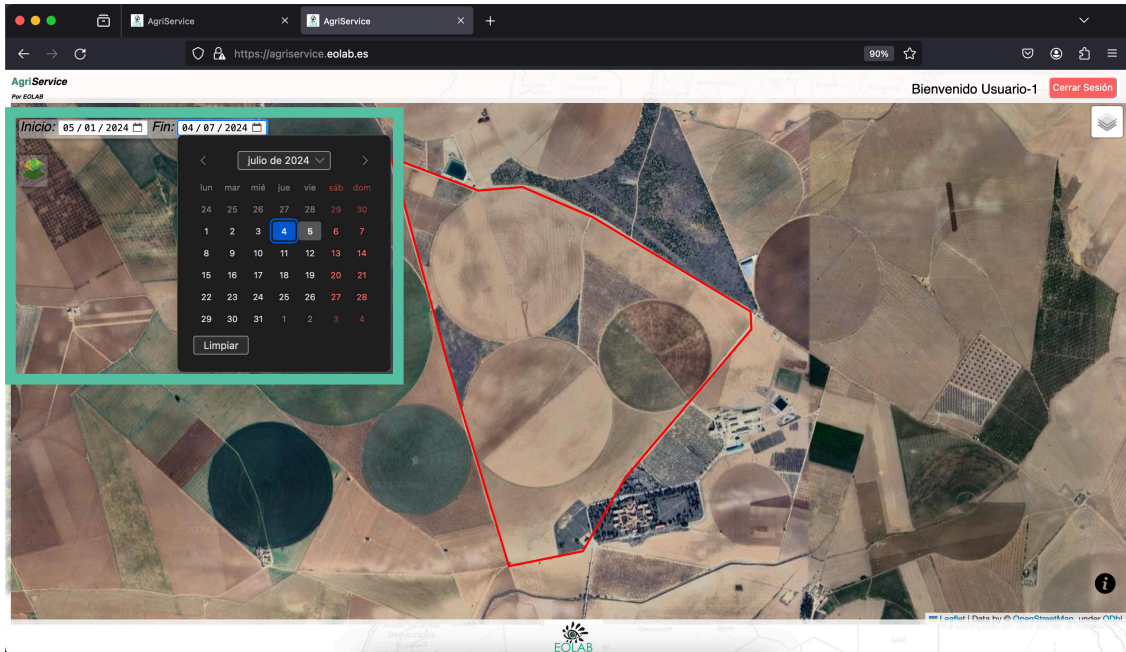 AgriService
AgriService
https://agriservice.eolab.es
90%
AgriService
Por EOLAB
Bienvenido Usuario-1
Cerrar Sesión
Inicio: 05/01/2024 Fin: 04/07/2024
julio de 2024
lun mar mié jue vie sáb dom
24 25 26 27 28 29 30
1 2 3 4 5 6 7
8 9 10 11 12 13 14
15 16 17 18 19 20 21
22 23 24 25 26 27 28
29 30 31 1 2 3 4
Limpiar
i
Leaflet | Data by © OpenStreetMap, under ODbL
EOLAB